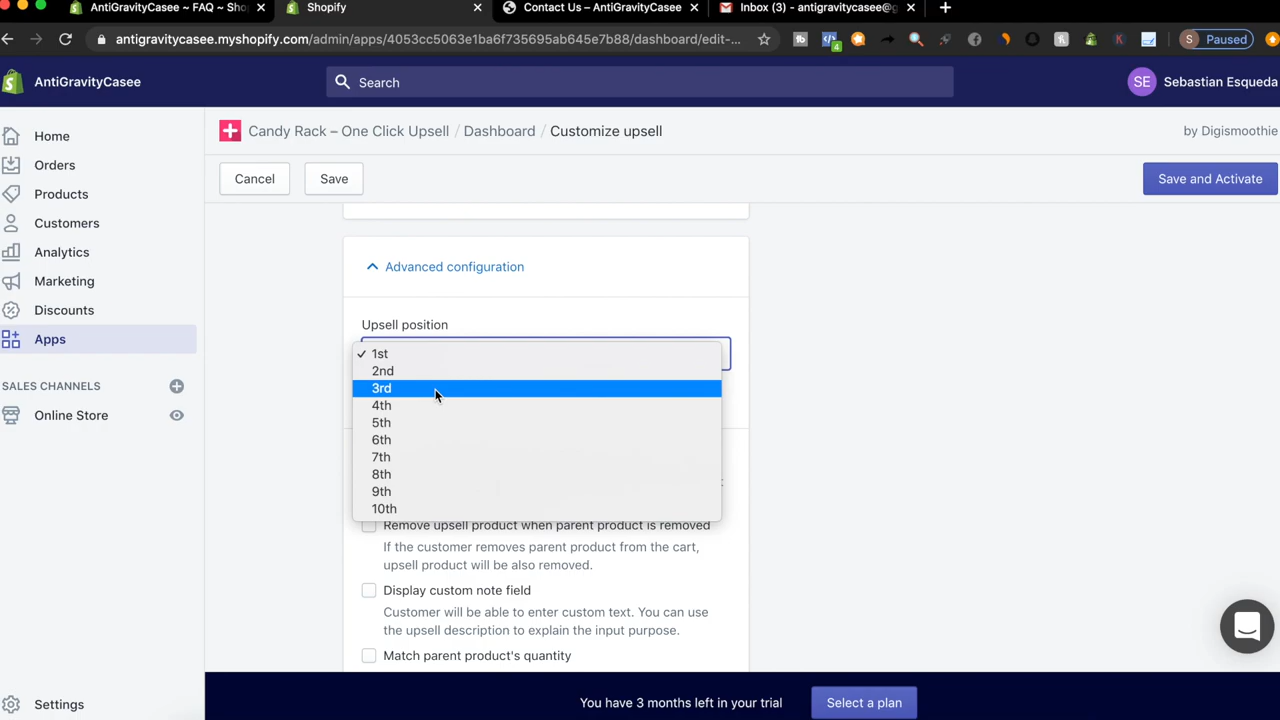 AntiGravityCasee ~ FAQ ~ Sho
Shopify
Contact Us – AntiGravityCasee
Inbox (3) - antigravitycasee@g
antigravitycasee.myshopify.com/admin/apps/4053cc5063e1ba6f735695ab645e7b88/dashboard/edit-...
4
S Paused
AntiGravityCasee
Search
SE Sebastian Esqueda
Candy Rack – One Click Upsell / Dashboard / Customize upsell
by Digismoothie
Cancel
Save
Save and Activate
Home
Orders
Products
Customers
Analytics
Marketing
Discounts
Apps
SALES CHANNELS
Online Store
Settings
Advanced configuration
Upsell position
1st
2nd
3rd
4th
5th
6th
7th
8th
9th
10th
Remove upsell product when parent product is removed
If the customer removes parent product from the cart,
upsell product will be also removed.
Display custom note field
Customer will be able to enter custom text. You can use
the upsell description to explain the input purpose.
Match parent product's quantity
You have 3 months left in your trial
Select a plan